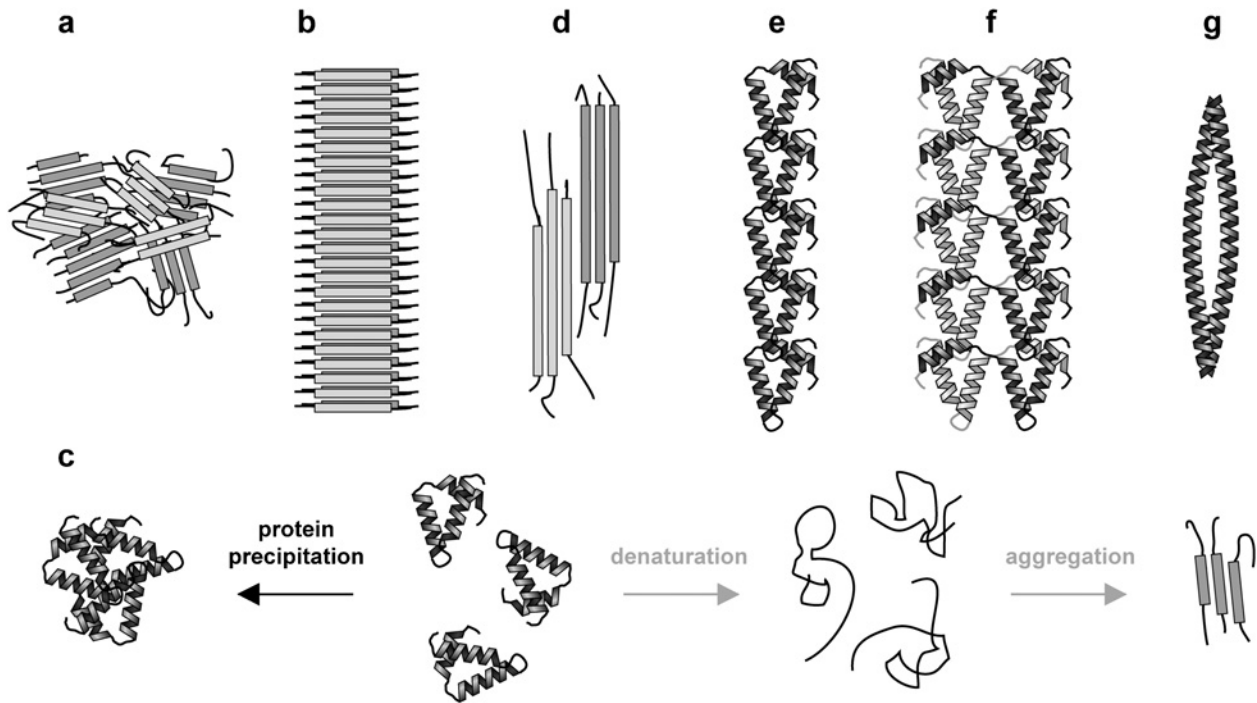 a
b
d
e
f
g
c
protein
precipitation
denaturation
aggregation